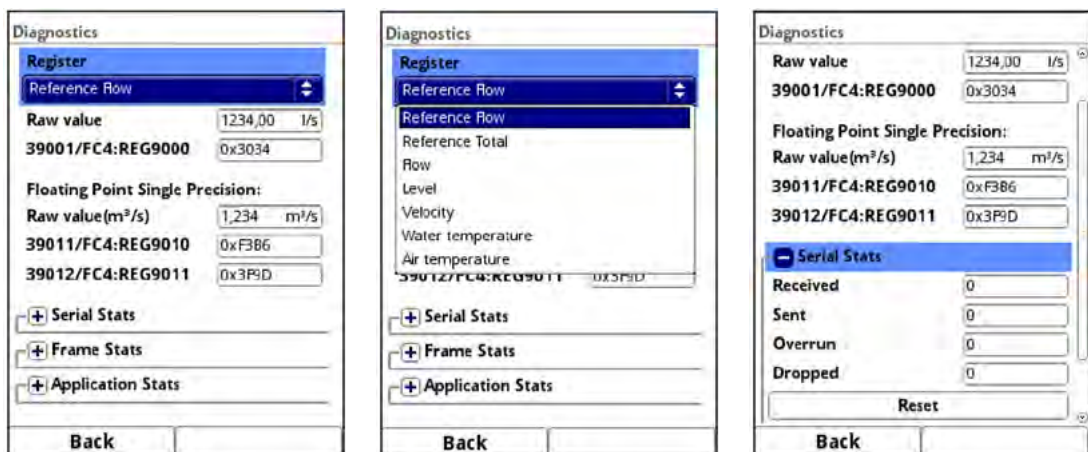 Diagnostics
Register
Reference Flow
Raw value 1234,00 l/s
39001/FC4:REG9000 0x3034
Floating Point Single Precision:
Raw value(m³/s) 1,234 m³/s
39011/FC4:REG9010 0xF3B6
39012/FC4:REG9011 0x3F9D
Serial Stats
Frame Stats
Application Stats
Back
Diagnostics
Register
Reference Flow
Reference Flow
Reference Total
Flow
Level
Velocity
Water temperature
Air temperature
39012/FC4:REG9011 0x3F9D
Serial Stats
Frame Stats
Application Stats
Back
Diagnostics
Raw value 1234,00 l/s
39001/FC4:REG9000 0x3034
Floating Point Single Precision:
Raw value(m³/s) 1,234 m³/s
39011/FC4:REG9010 0xF3B6
39012/FC4:REG9011 0x3F9D
Serial Stats
Received 0
Sent 0
Overrun 0
Dropped 0
Reset
Back